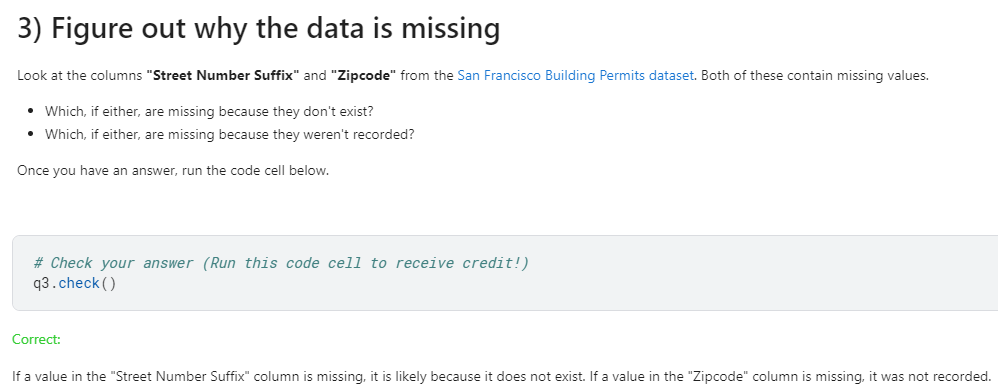 3) Figure out why the data is missing
Look at the columns "Street Number Suffix" and "Zipcode" from the San Francisco Building Permits dataset. Both of these contain missing values.
• Which, if either, are missing because they don't exist?
• Which, if either, are missing because they weren't recorded?
Once you have an answer, run the code cell below.
# Check your answer (Run this code cell to receive credit!)
q3.check()
Correct:
If a value in the "Street Number Suffix" column is missing, it is likely because it does not exist. If a value in the "Zipcode" column is missing, it was not recorded.